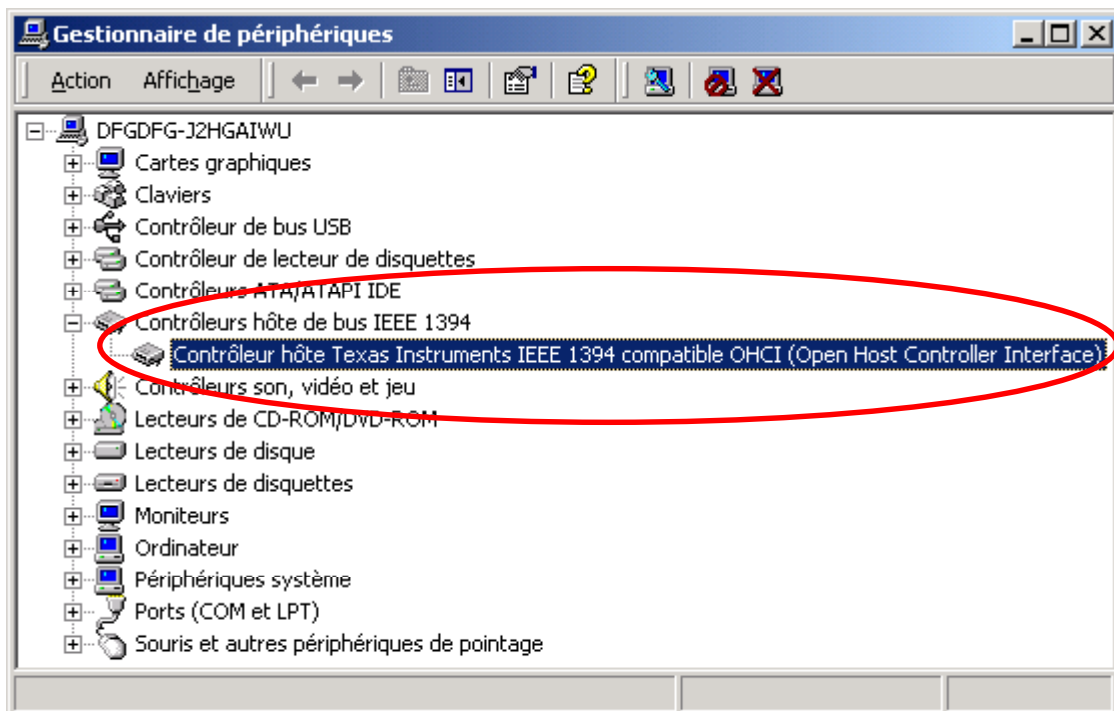 Gestionnaire de périphériques
Action Affichage
DFGDFG-J2HGAIWU
Cartes graphiques
Claviers
Contrôleur de bus USB
Contrôleur de lecteur de disquettes
Contrôleurs ATA/ATAPI IDE
Contrôleurs hôte de bus IEEE 1394
Contrôleur hôte Texas Instruments IEEE 1394 compatible OHCI (Open Host Controller Interface)
Contrôleurs son, vidéo et jeu
Lecteurs de CD-ROM/DVD-ROM
Lecteurs de disque
Lecteurs de disquettes
Moniteurs
Ordinateur
Périphériques système
Ports (COM et LPT)
Souris et autres périphériques de pointage